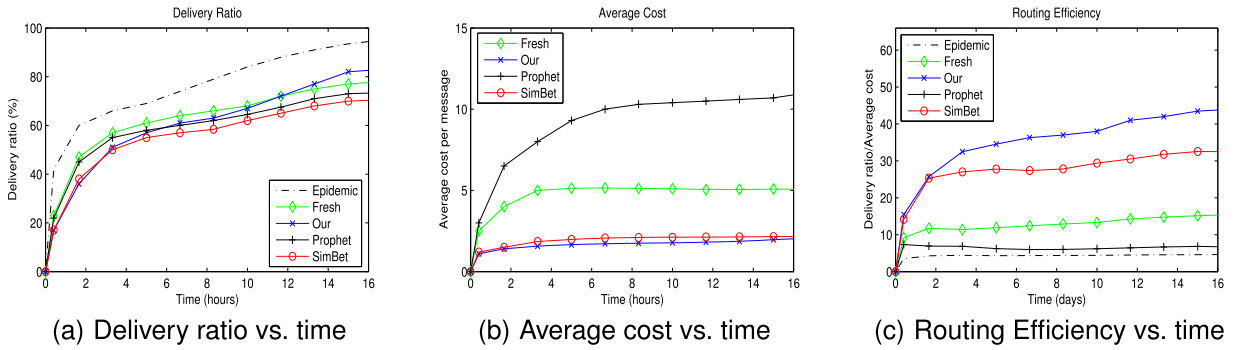 Delivery Ratio
100
80
60
40
20
0
Delivery ratio (%)
0 2 4 6 8 10 12 14 16
Time (hours)
Epidemic
Fresh
Our
Prophet
SimBet
(a) Delivery ratio vs. time
Average Cost
15
10
5
0
Average cost per message
0 2 4 6 8 10 12 14 16
Time (hours)
Fresh
Our
Prophet
SimBet
(b) Average cost vs. time
Routing Efficiency
60
50
40
30
20
10
0
Delivery ratio/Average cost
0 2 4 6 8 10 12 14 16
Time (days)
Epidemic
Fresh
Our
Prophet
SimBet
(c) Routing Efficiency vs. time